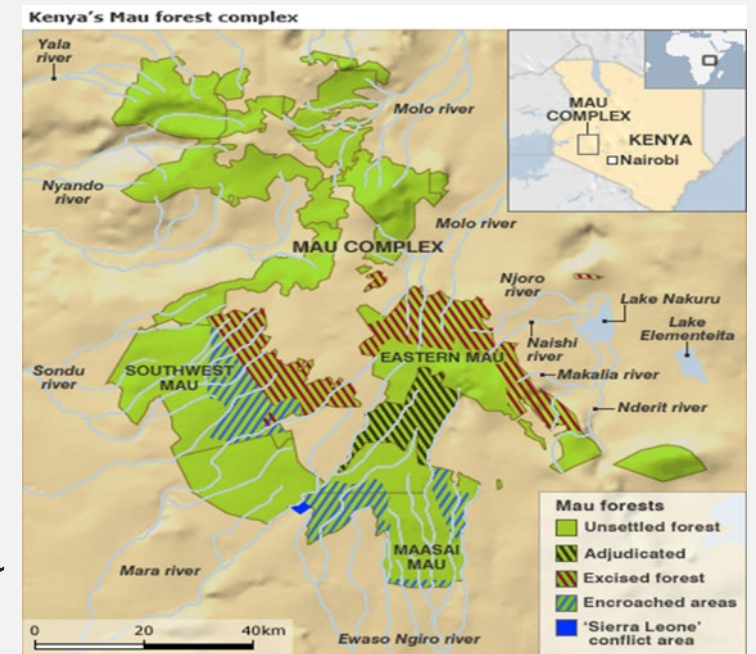 Kenya's Mau forest complex
Yala
river
Molo river
MAU
COMPLEX
KENYA
Nairobi
Nyando
river
Molo river
MAU COMPLEX
Njoro
river
Lake Nakuru
Lake
Elementeita
Naishi
river
EASTERN MAU
Sondu
river
SOUTHWEST
MAU
Makalia river
Nderit river
Mau forests
Unsettled forest
Adjudicated
Excised forest
Encroached areas
'Sierra Leone'
conflict area
MAASAI
MAU
Mara river
0 20 40km
Ewaso Ngiro river